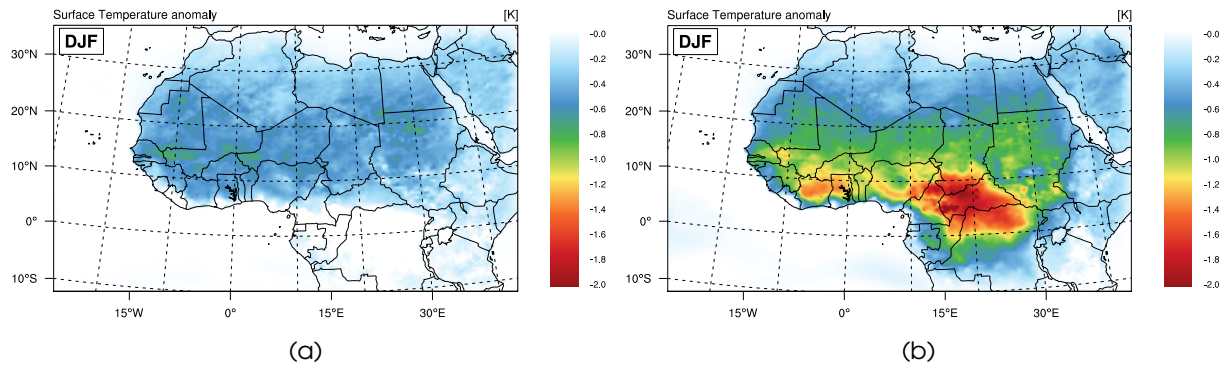 Surface Temperature anomaly [K]
DJF
30°N
20°N
10°N
0°
10°S
15°W 0° 15°E 30°E
-0.0
-0.2
-0.4
-0.6
-0.8
-1.0
-1.2
-1.4
-1.6
-1.8
-2.0
(a)
Surface Temperature anomaly [K]
DJF
30°N
20°N
10°N
0°
10°S
15°W 0° 15°E 30°E
-0.0
-0.2
-0.4
-0.6
-0.8
-1.0
-1.2
-1.4
-1.6
-1.8
-2.0
(b)